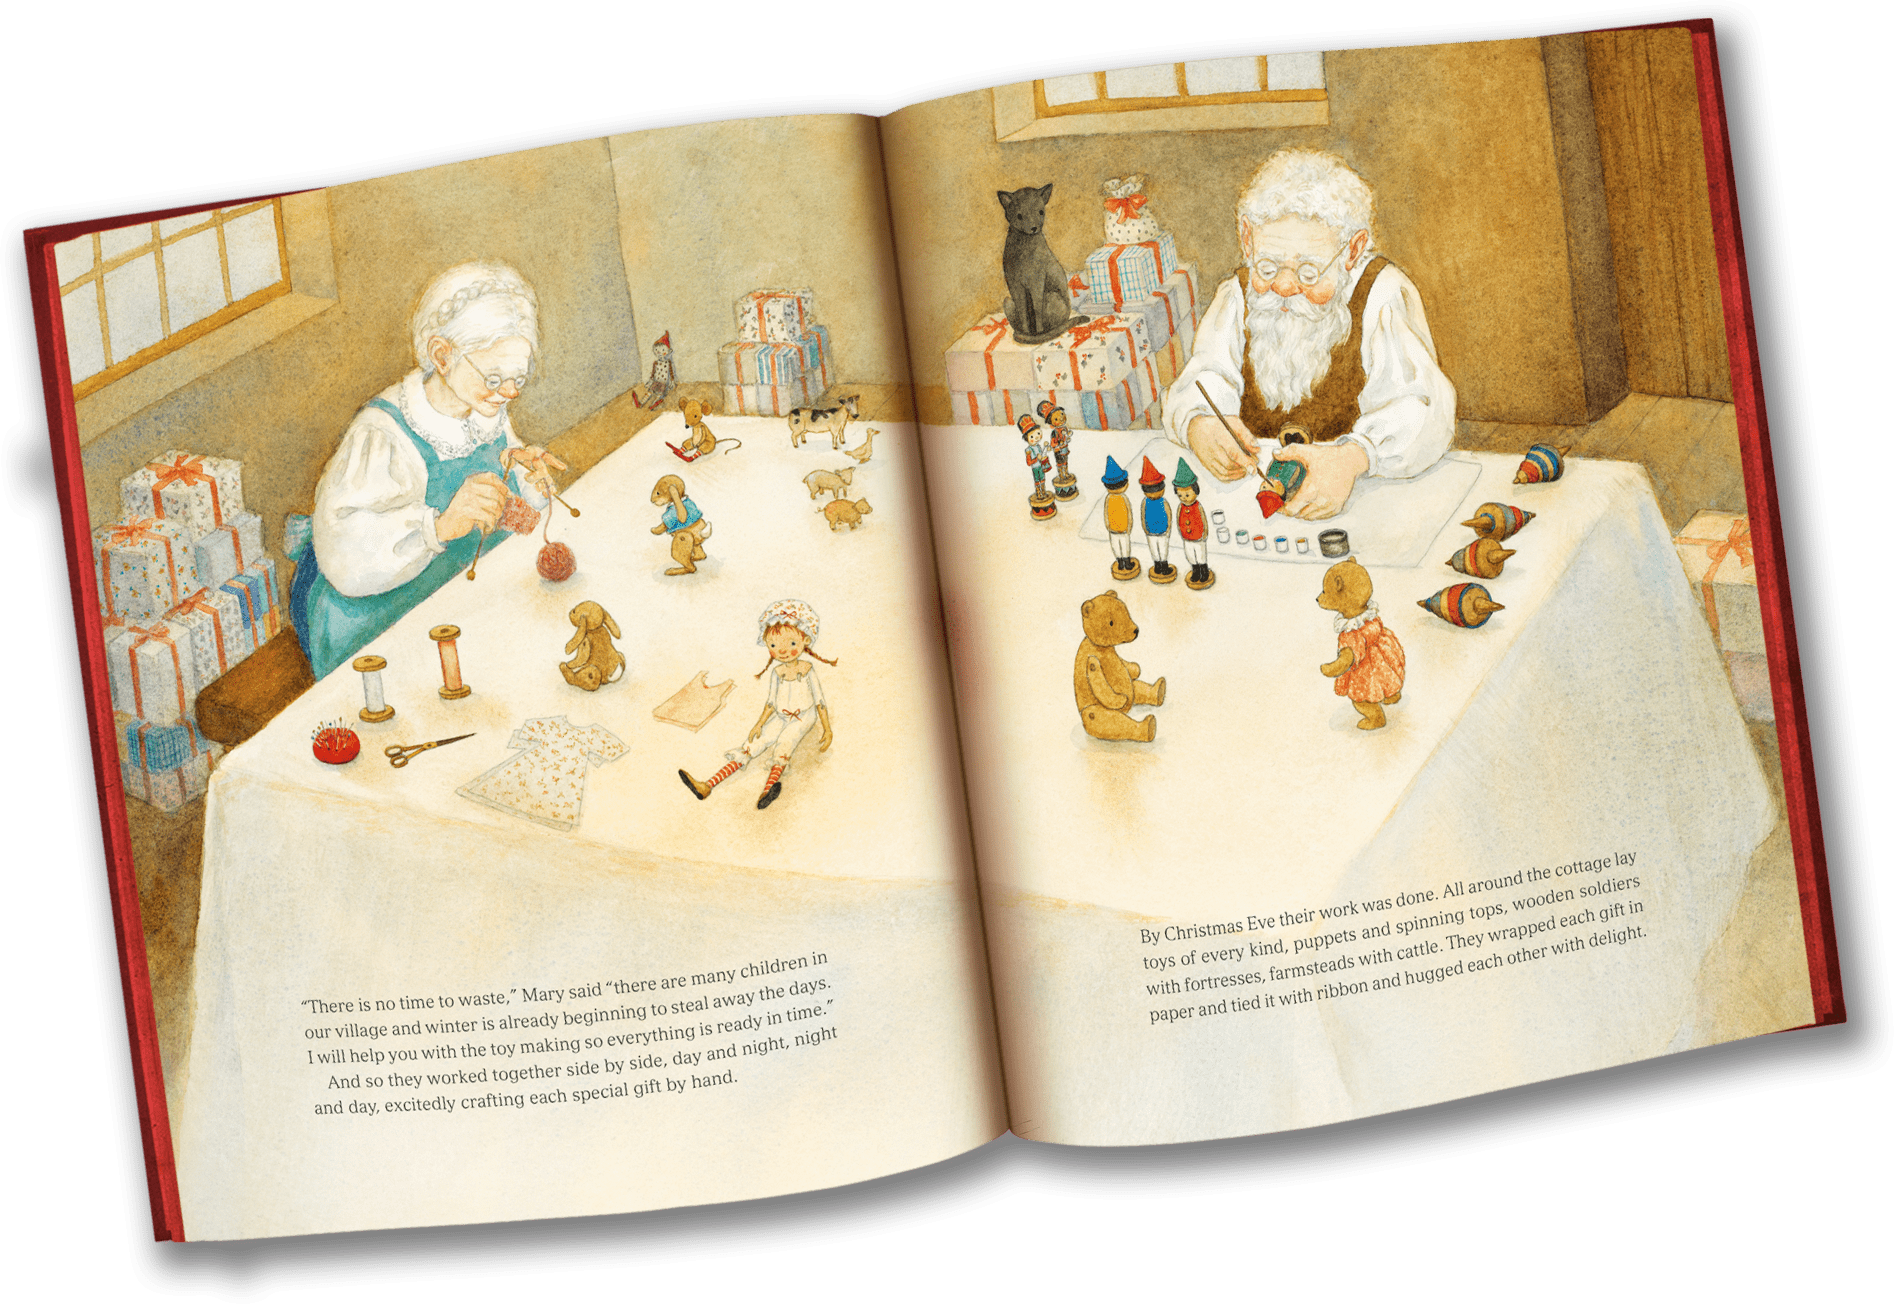 “There is no time to waste,” Mary said “there are many children in
our village and winter is already beginning to steal away the days.
I will help you with the toy making so everything is ready in time.”
And so they worked together side by side, day and night, night
and day, excitedly crafting each special gift by hand.
By Christmas Eve their work was done. All around the cottage lay
toys of every kind, puppets and spinning tops, wooden soldiers
with fortresses, farmsteads with cattle. They wrapped each gift in
paper and tied it with ribbon and hugged each other with delight.